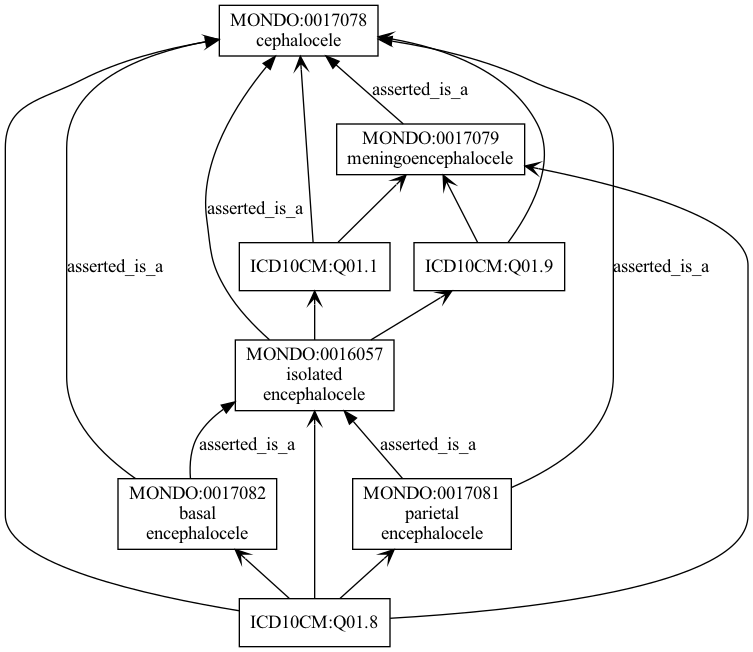 MONDO:0017078
cephalocele
asserted_is_a
MONDO:0017079
meningoencephalocele
asserted_is_a
ICD10CM:Q01.1
ICD10CM:Q01.9
asserted_is_a
asserted_is_a
MONDO:0016057
isolated
encephalocele
asserted_is_a
asserted_is_a
MONDO:0017082
basal
encephalocele
MONDO:0017081
parietal
encephalocele
ICD10CM:Q01.8